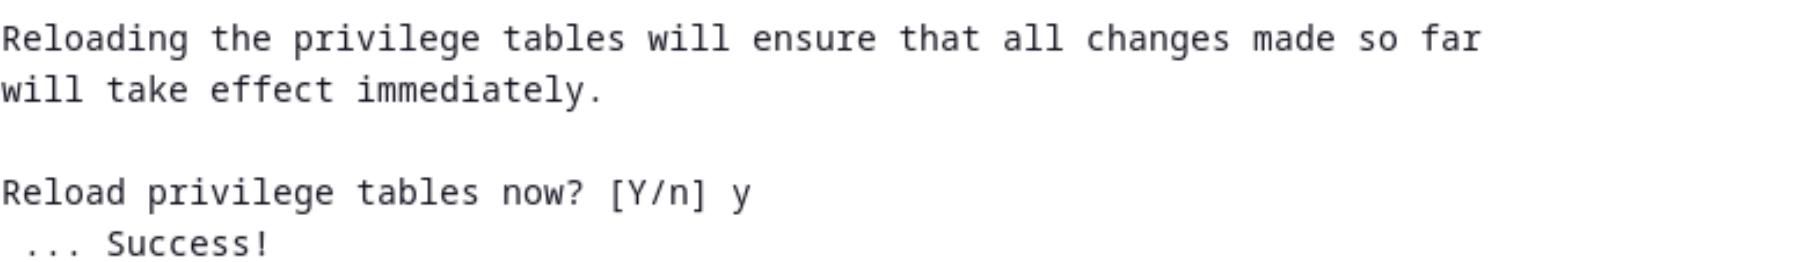 Reloading the privilege tables will ensure that all changes made so far
will take effect immediately.

Reload privilege tables now? [Y/n] y
 ... Success!